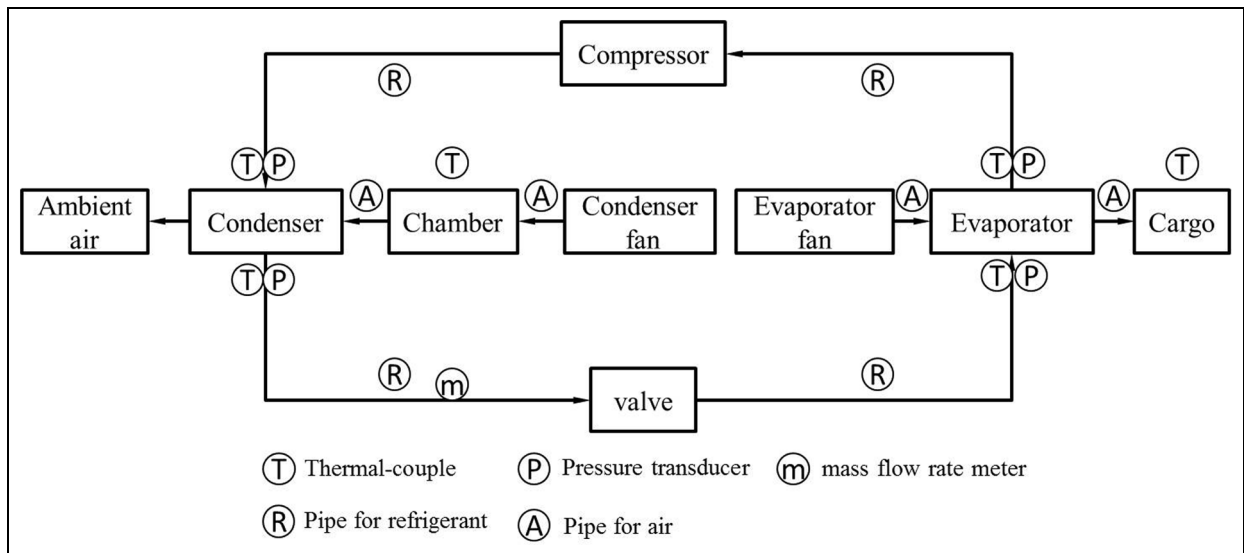 Compressor
R
R
T P
T
T P
T
A
A
A
A
Ambient
air
Condenser
Chamber
Condenser
fan
Evaporator
fan
Evaporator
Cargo
T P
T P
R
m
R
valve
T Thermal-couple
P Pressure transducer
m mass flow rate meter
R Pipe for refrigerant
A Pipe for air